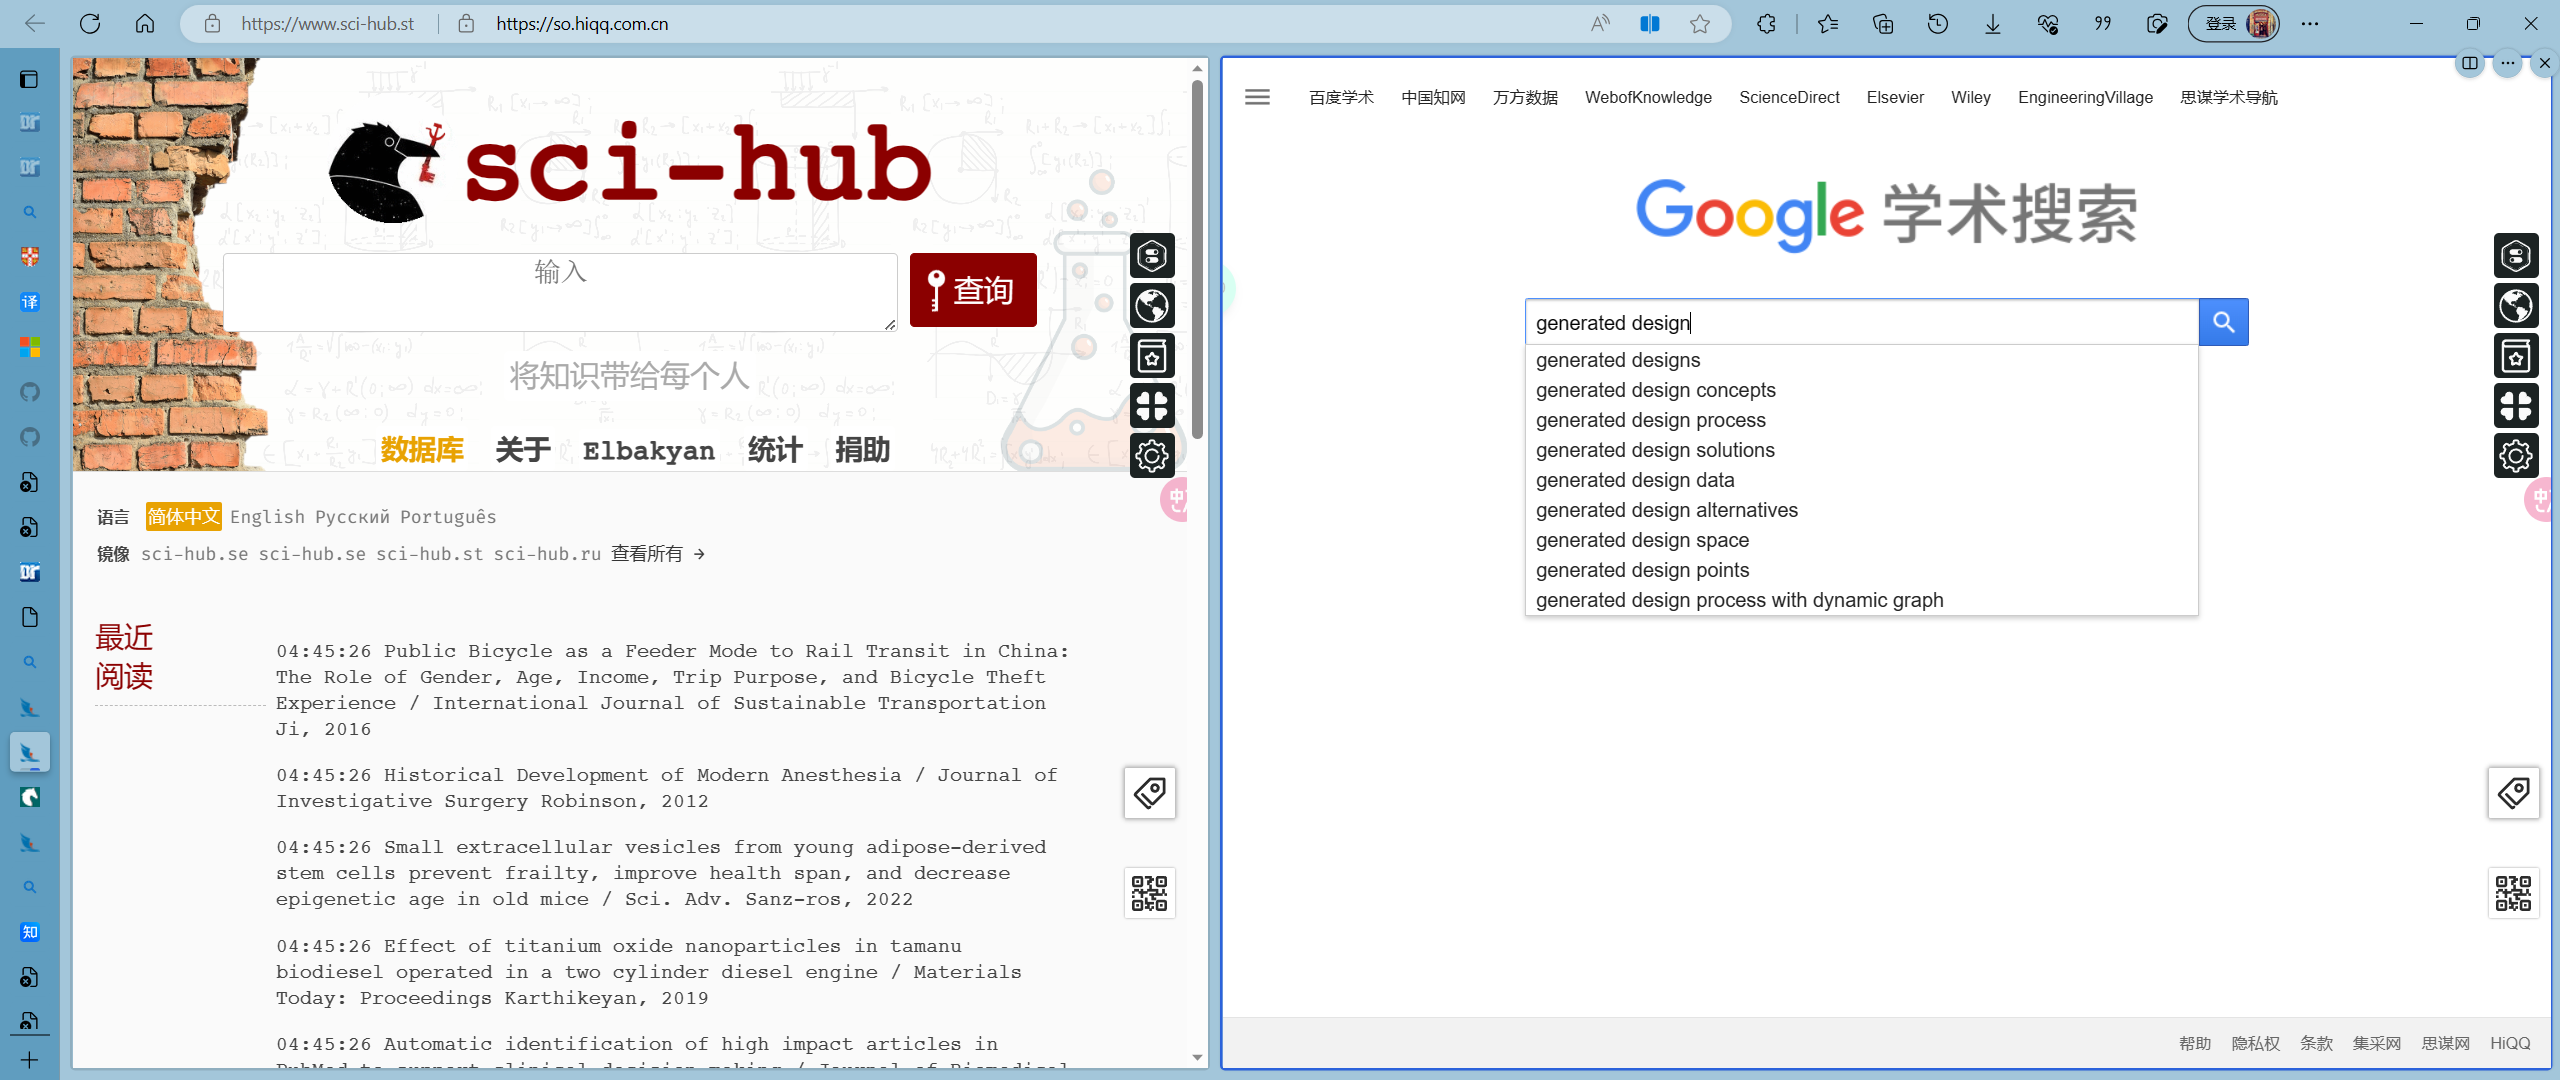 https://www.sci-hub.st
https://so.hiqq.com.cn
登录
sci-hub
输入
查询
将知识带给每个人
数据库 关于 Elbakyan 统计 捐助
语言 简体中文 English Русский Português
镜像 sci-hub.se sci-hub.se sci-hub.st sci-hub.ru 查看所有 →
最近
阅读
04:45:26 Public Bicycle as a Feeder Mode to Rail Transit in China:
The Role of Gender, Age, Income, Trip Purpose, and Bicycle Theft
Experience / International Journal of Sustainable Transportation
Ji, 2016
04:45:26 Historical Development of Modern Anesthesia / Journal of
Investigative Surgery Robinson, 2012
04:45:26 Small extracellular vesicles from young adipose-derived
stem cells prevent frailty, improve health span, and decrease
epigenetic age in old mice / Sci. Adv. Sanz-ros, 2022
04:45:26 Effect of titanium oxide nanoparticles in tamanu
biodiesel operated in a two cylinder diesel engine / Materials
Today: Proceedings Karthikeyan, 2019
04:45:26 Automatic identification of high impact articles in
PubMed to support clinical decision making / Journal of Biomedical
百度学术 中国知网 万方数据 WebofKnowledge ScienceDirect Elsevier Wiley EngineeringVillage 思谋学术导航
Google 学术搜索
generated design
generated designs
generated design concepts
generated design process
generated design solutions
generated design data
generated design alternatives
generated design space
generated design points
generated design process with dynamic graph
帮助 隐私权 条款 集采网 思谋网 HiQQ
译
知